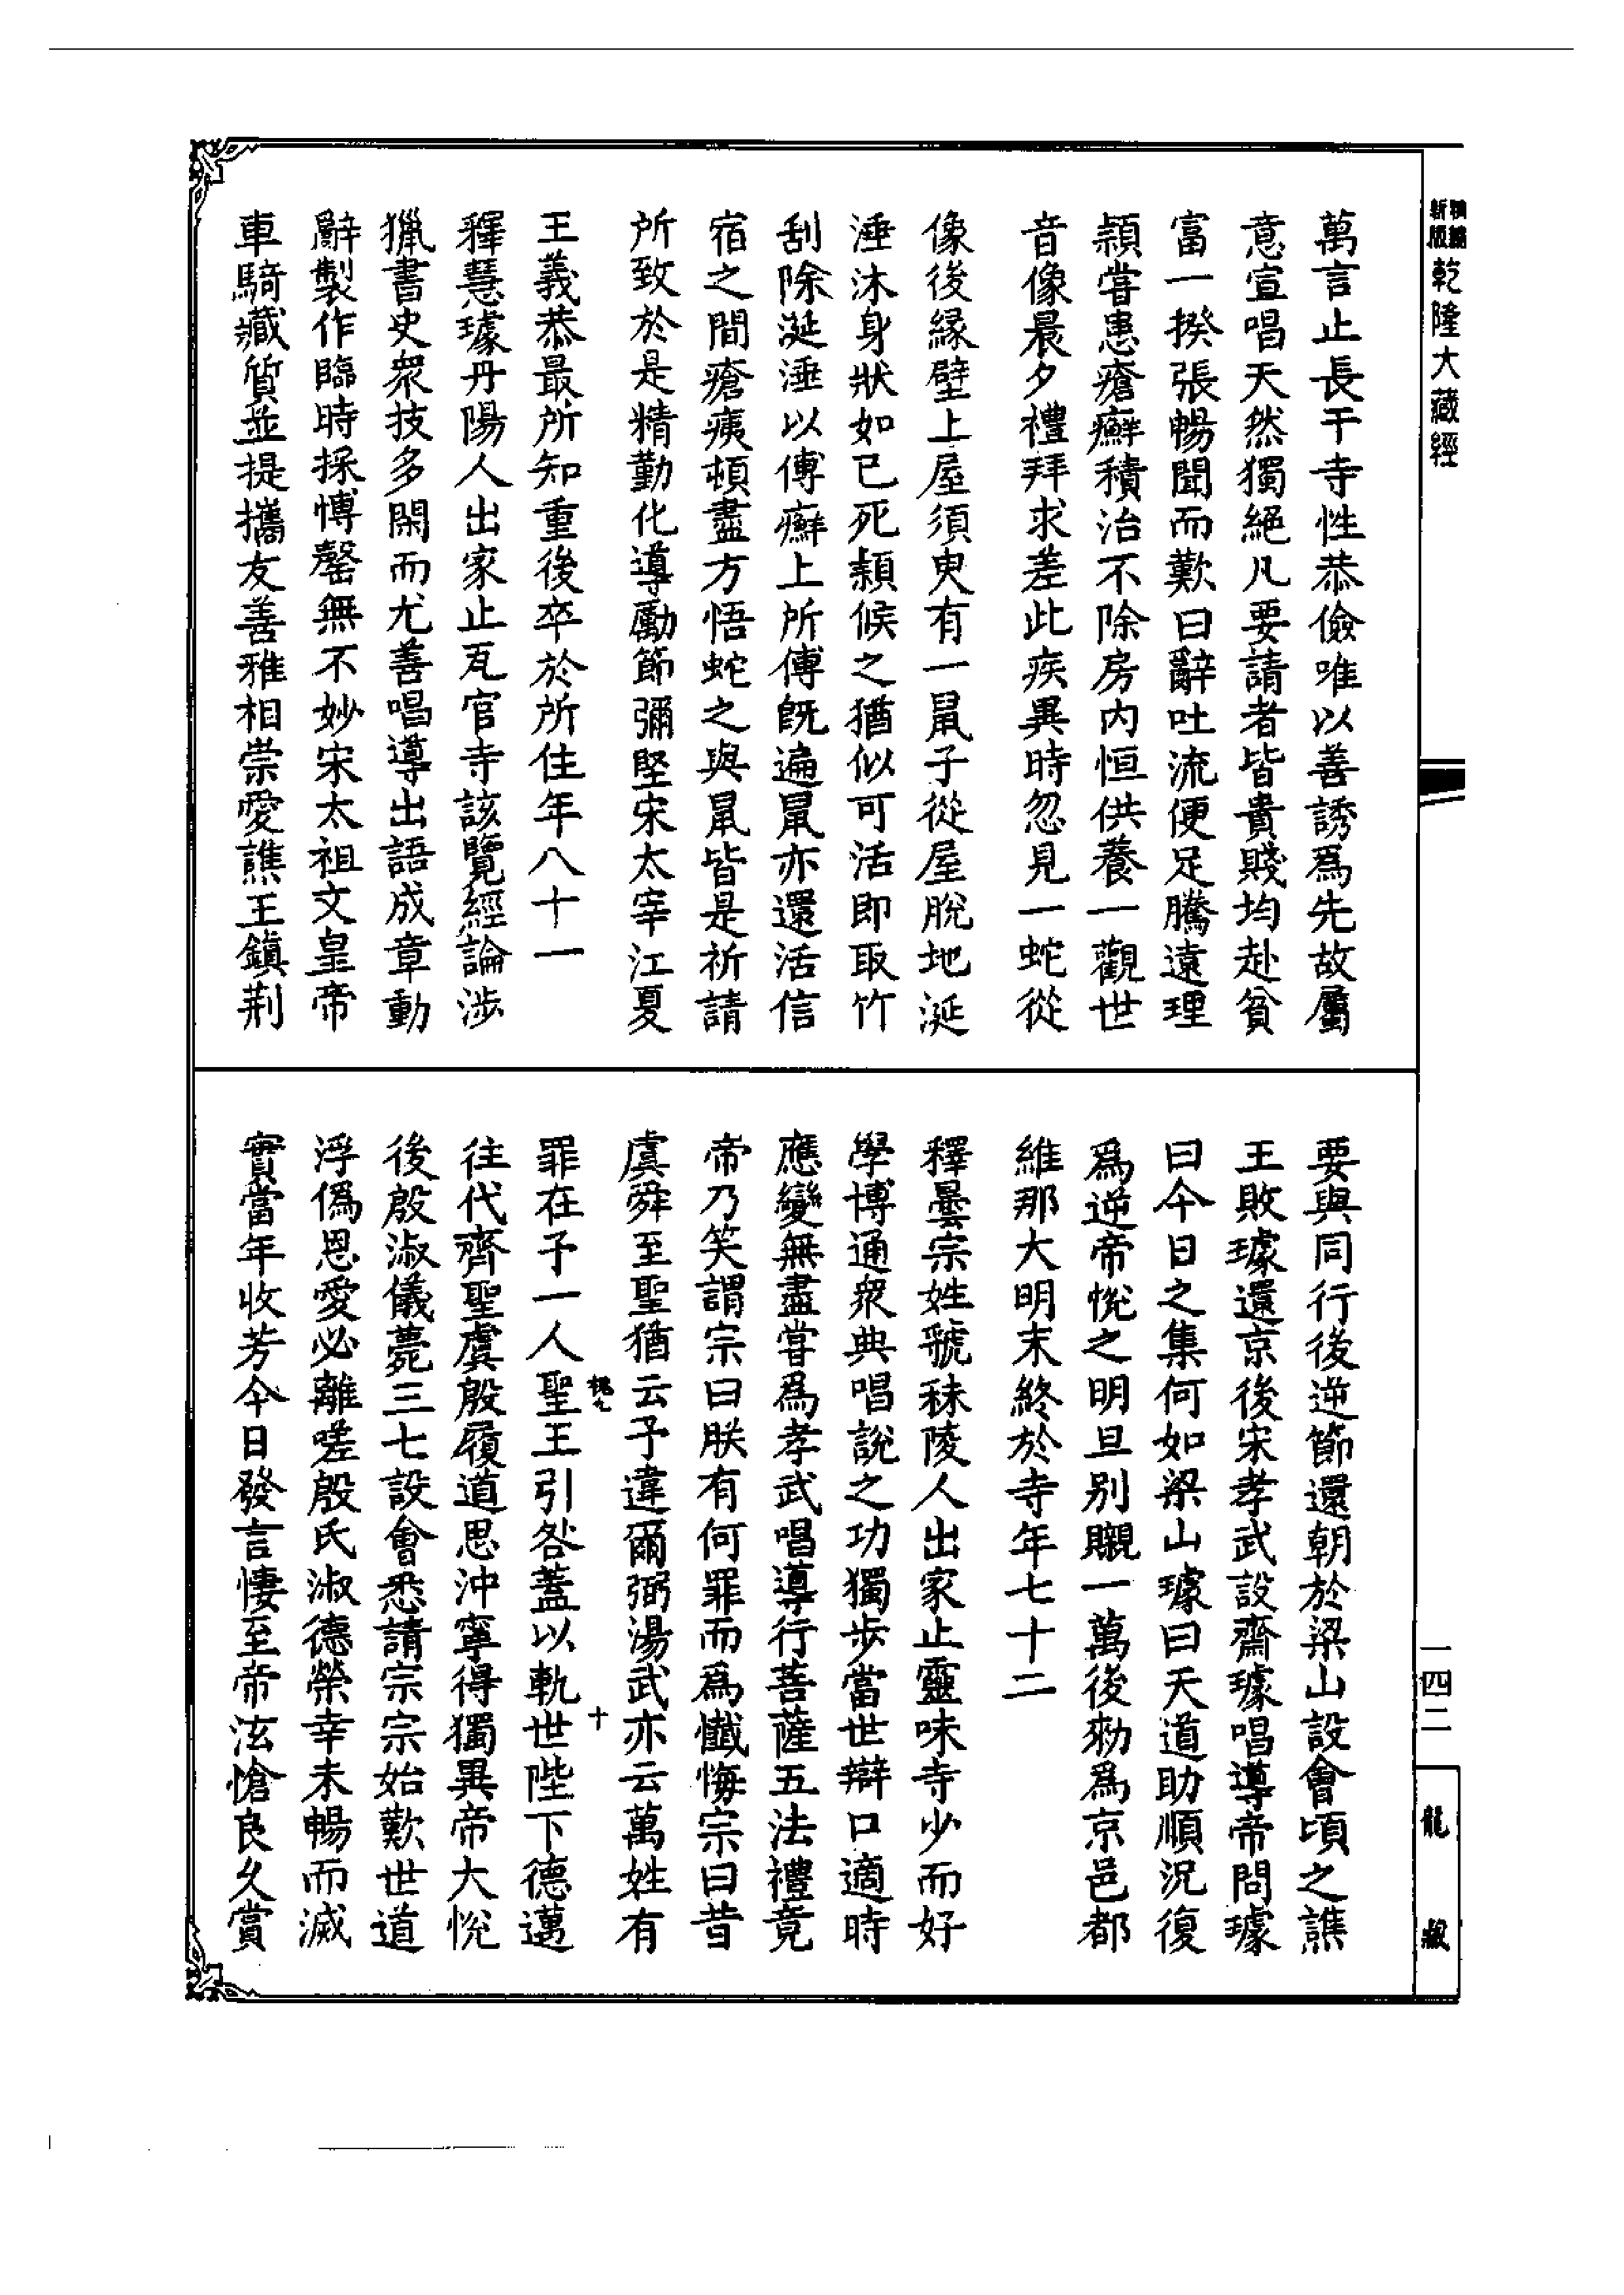 新編
新版
乾隆大藏經
萬言止長干寺性恭儉唯以善誘為先故屬
意宣唱天然獨絕凡要請者皆貴賤均赴貧
富一揆張暢聞而歎曰辭吐流便足騰遠理
頴嘗患瘡癬積治不除房內恒供養一觀世
音像晨夕禮拜求差此疾異時忽見一蛇從
像後緣壁上屋須臾有一鼠子從屋脫地涎
涶沐身狀如已死頴候之猶似可活即取竹
刮除涎涶以傅癬上所傅旣遍鼠亦還活信
宿之間瘡痍頓盡方悟蛇之與鼠皆是祈請
所致於是精勤化導勵節彌堅宋太宰江夏
王義恭最所知重後卒於所住年八十一
釋慧璩丹陽人出家止瓦官寺該覽經論涉
獵書史衆技多閑而尤善唱導出語成章動
辭製作臨時採博罄無不妙宋太祖文皇帝
車騎藏質並提攜友善雅相崇愛譙王鎮荆
要與同行後逆節還朝於梁山設會頃之譙
王敗璩還京後宋孝武設齋璩唱導帝問璩
曰今日之集何如梁山璩曰天道助順況復
爲逆帝悅之明旦别䞋一萬後勑爲京邑都
維那大明末終於寺年七十二
釋曇宗姓虢秣陵人出家止靈味寺少而好
學博通衆典唱說之功獨步當世辯口適時
應變無盡嘗爲孝武唱導行菩薩五法禮竟
帝乃笑謂宗曰朕有何罪而爲懺悔宗曰昔
虞舜至聖猶云予違爾弼湯武亦云萬姓有
罪在予一人聖王引咎蓋以軌世陛下德邁
往代齊聖虞殷履道思沖寧得獨異帝大悅
後殷淑儀薨三七設會悉請宗宗始歎世道
浮僞恩愛必離嗟殷氏淑德榮幸未暢而滅
實當年收芳今日發言悽至帝泫愴良久賞
十
一四二
龍藏